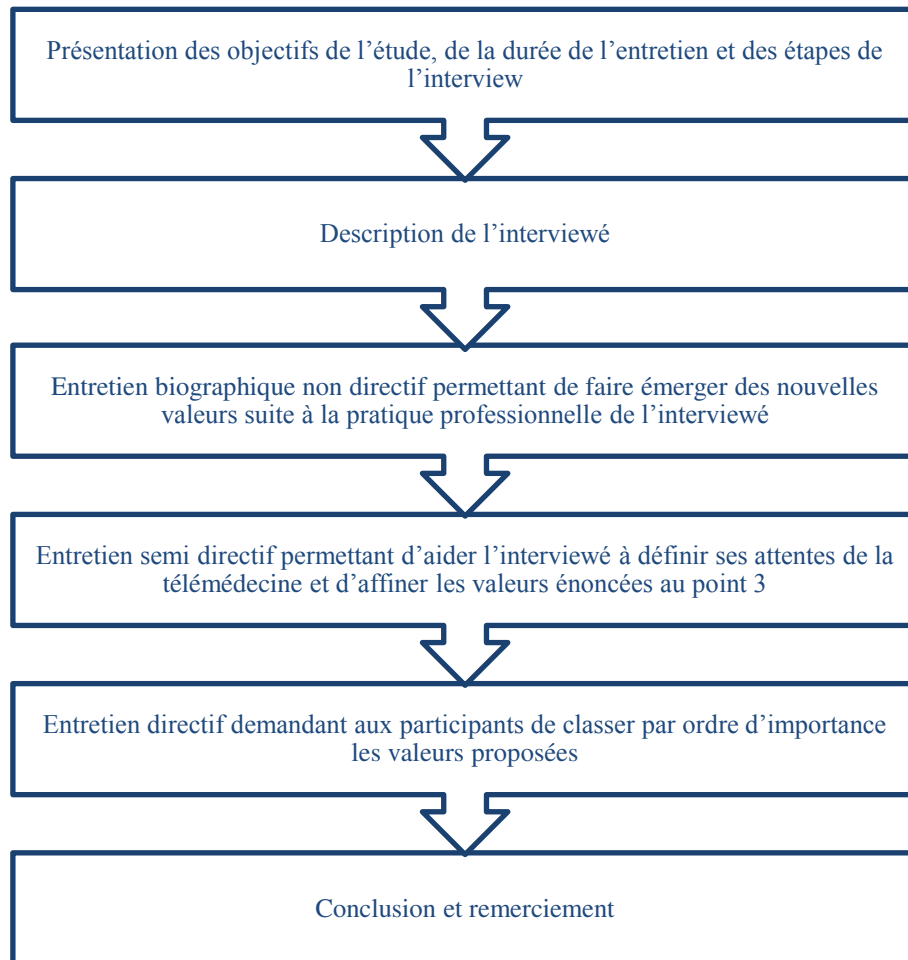 Présentation des objectifs de l’étude, de la durée de l’entretien et des étapes de
l’interview
Description de l’interviewé
Entretien biographique non directif permettant de faire émerger des nouvelles
valeurs suite à la pratique professionnelle de l’interviewé
Entretien semi directif permettant d’aider l’interviewé à définir ses attentes de la
télémédecine et d’affiner les valeurs énoncées au point 3
Entretien directif demandant aux participants de classer par ordre d’importance
les valeurs proposées
Conclusion et remerciement